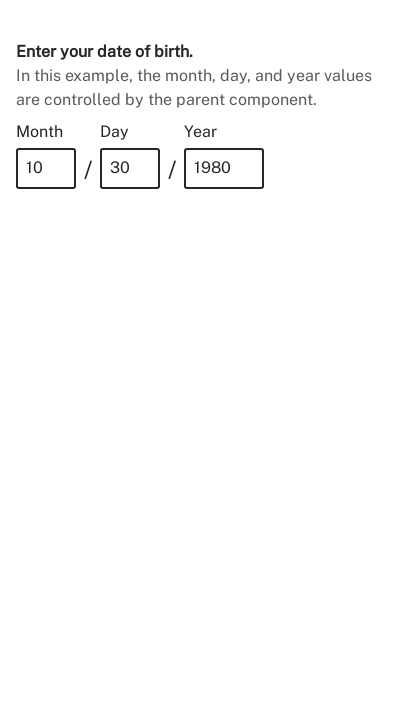 Enter your date of birth.
In this example, the month, day, and year values
are controlled by the parent component.
Month Day Year
10 / 30 / 1980